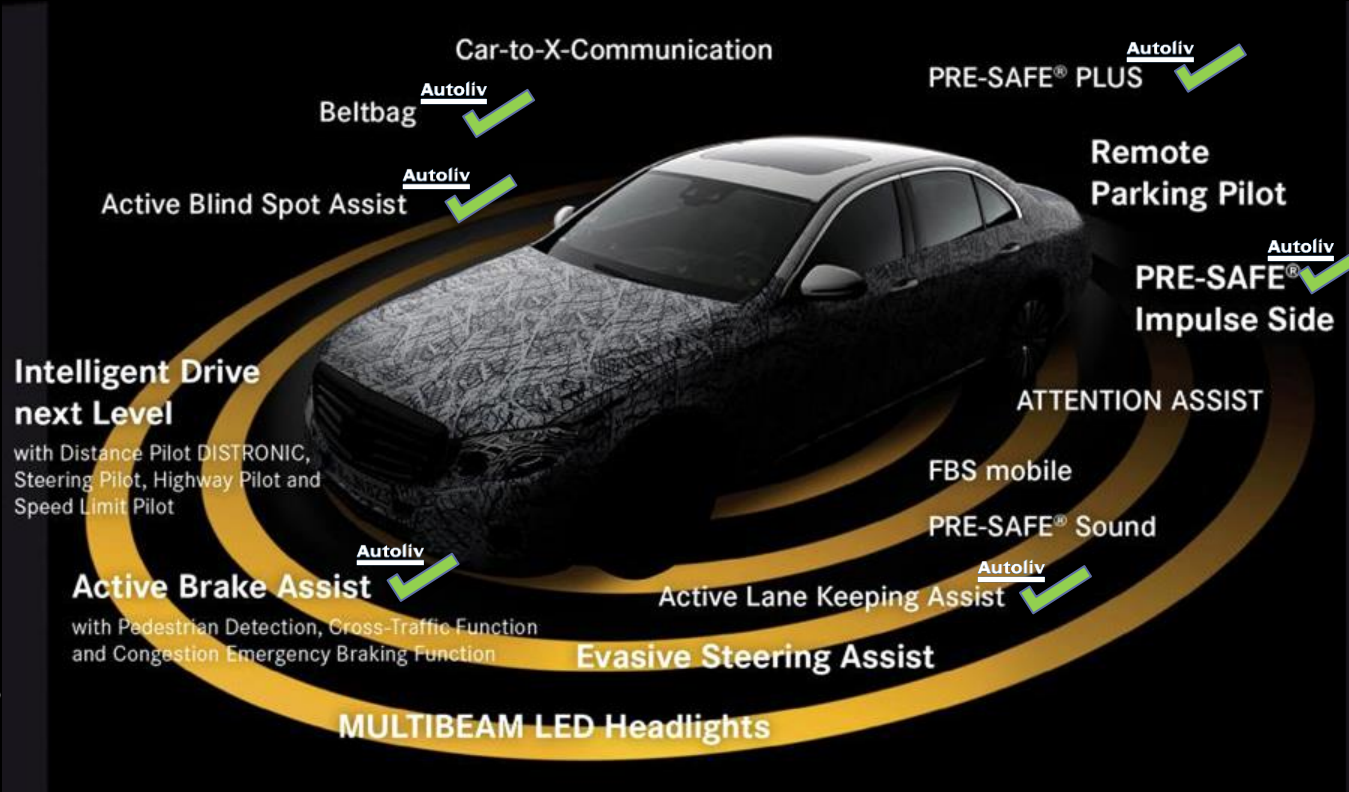 Car-to-X-Communication
Autoliv
PRE-SAFE® PLUS
Autoliv
Beltbag
Remote
Parking Pilot
Autoliv
Active Blind Spot Assist
Autoliv
PRE-SAFE®
Impulse Side
Intelligent Drive
next Level
with Distance Pilot DISTRONIC,
Steering Pilot, Highway Pilot and
Speed Limit Pilot
ATTENTION ASSIST
FBS mobile
PRE-SAFE® Sound
Autoliv
Active Brake Assist
with Pedestrian Detection, Cross-Traffic Function
and Congestion Emergency Braking Function
Autoliv
Active Lane Keeping Assist
Evasive Steering Assist
MULTIBEAM LED Headlights